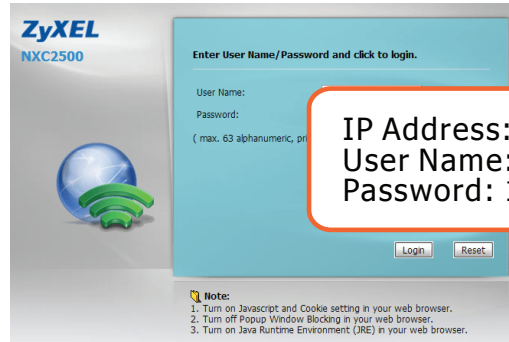 ZyXEL
NXC2500
Enter User Name/Password and click to login.
User Name:
Password:
( max. 63 alphanumeric,
IP Address:
User Name:
Password:
Login Reset
Note:
1. Turn on Javascript and Cookie setting in your web browser.
2. Turn off Popup Window Blocking in your web browser.
3. Turn on Java Runtime Environment (JRE) in your web browser.